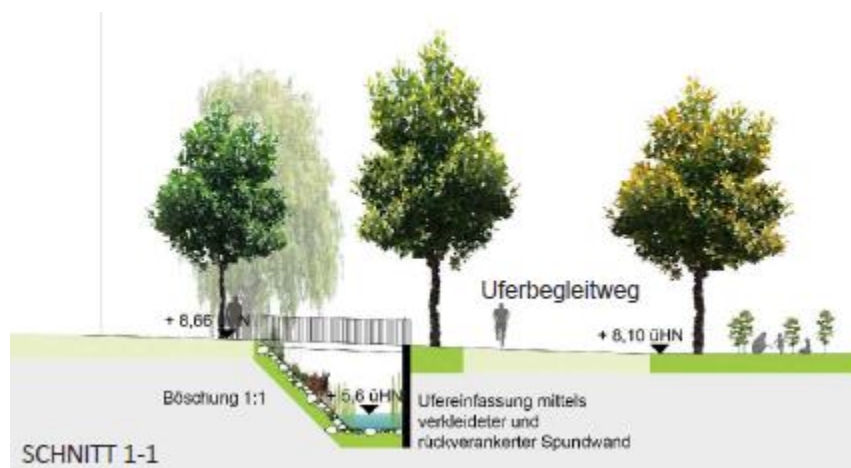 Uferbegleitweg
+ 8,66 ÜHN
+ 8,10 üHN
Böschung 1:1
+ 5,6 üHN
Ufereinfassung mittels
verkleideter und
rückverankerter Spundwand
SCHNITT 1-1